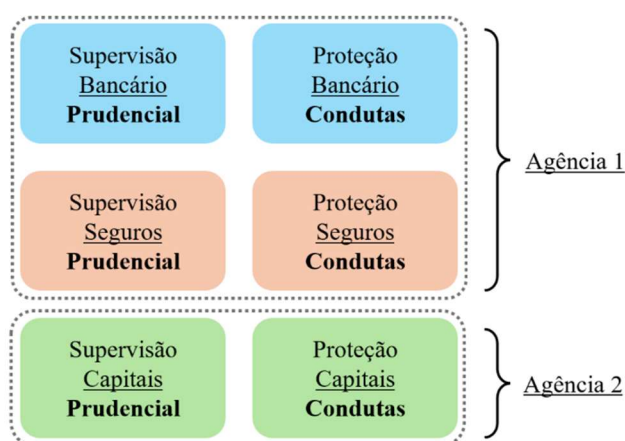 Supervisão
Bancário
Prudencial
Proteção
Bancário
Condutas
Supervisão
Seguros
Prudencial
Proteção
Seguros
Condutas
Agência 1
Supervisão
Capitais
Prudencial
Proteção
Capitais
Condutas
Agência 2